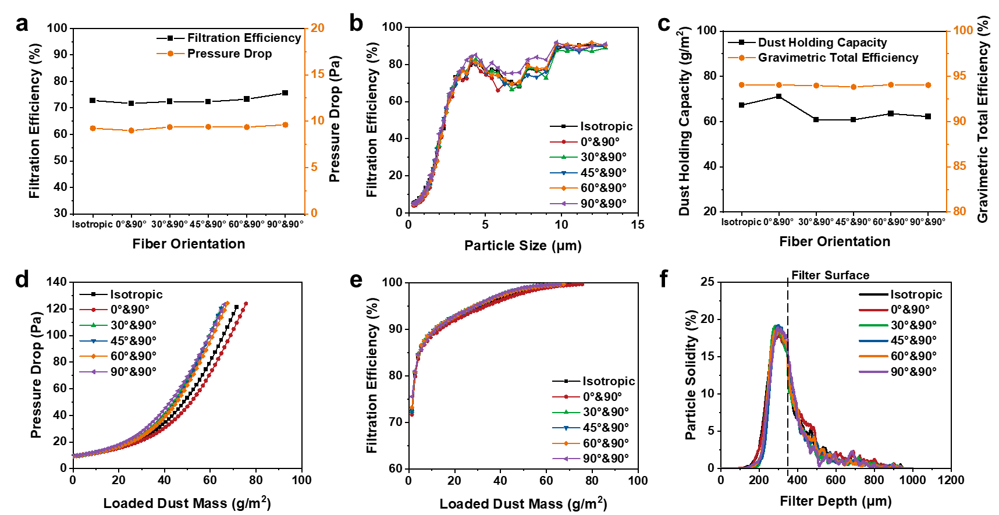 a
100
90
80
70
60
50
40
30
Filtration Efficiency (%)
20
15
10
5
0
Pressure Drop (Pa)
Filtration Efficiency
Pressure Drop
Isotropic 0°&90° 30°&90° 45°&90° 60°&90° 90°&90°
Fiber Orientation
b
100
80
60
40
20
0
Filtration Efficiency (%)
Isotropic
0°&90°
30°&90°
45°&90°
60°&90°
90°&90°
0 5 10 15
Particle Size (μm)
c
100
80
60
40
20
Dust Holding Capacity (g/m²)
100
95
90
85
80
Gravimetric Total Efficiency (%)
Dust Holding Capacity
Gravimetric Total Efficiency
Isotropic 0°&90° 30°&90° 45°&90° 60°&90° 90°&90°
Fiber Orientation
d
140
120
100
80
60
40
20
0
Pressure Drop (Pa)
Isotropic
0°&90°
30°&90°
45°&90°
60°&90°
90°&90°
0 20 40 60 80 100
Loaded Dust Mass (g/m²)
e
100
90
80
70
60
Filtration Efficiency (%)
Isotropic
0°&90°
30°&90°
45°&90°
60°&90°
90°&90°
0 20 40 60 80 100
Loaded Dust Mass (g/m²)
f
Filter Surface
25
20
15
10
5
0
Particle Solidity (%)
Isotropic
0°&90°
30°&90°
45°&90°
60°&90°
90°&90°
0 200 400 600 800 1000 1200
Filter Depth (μm)